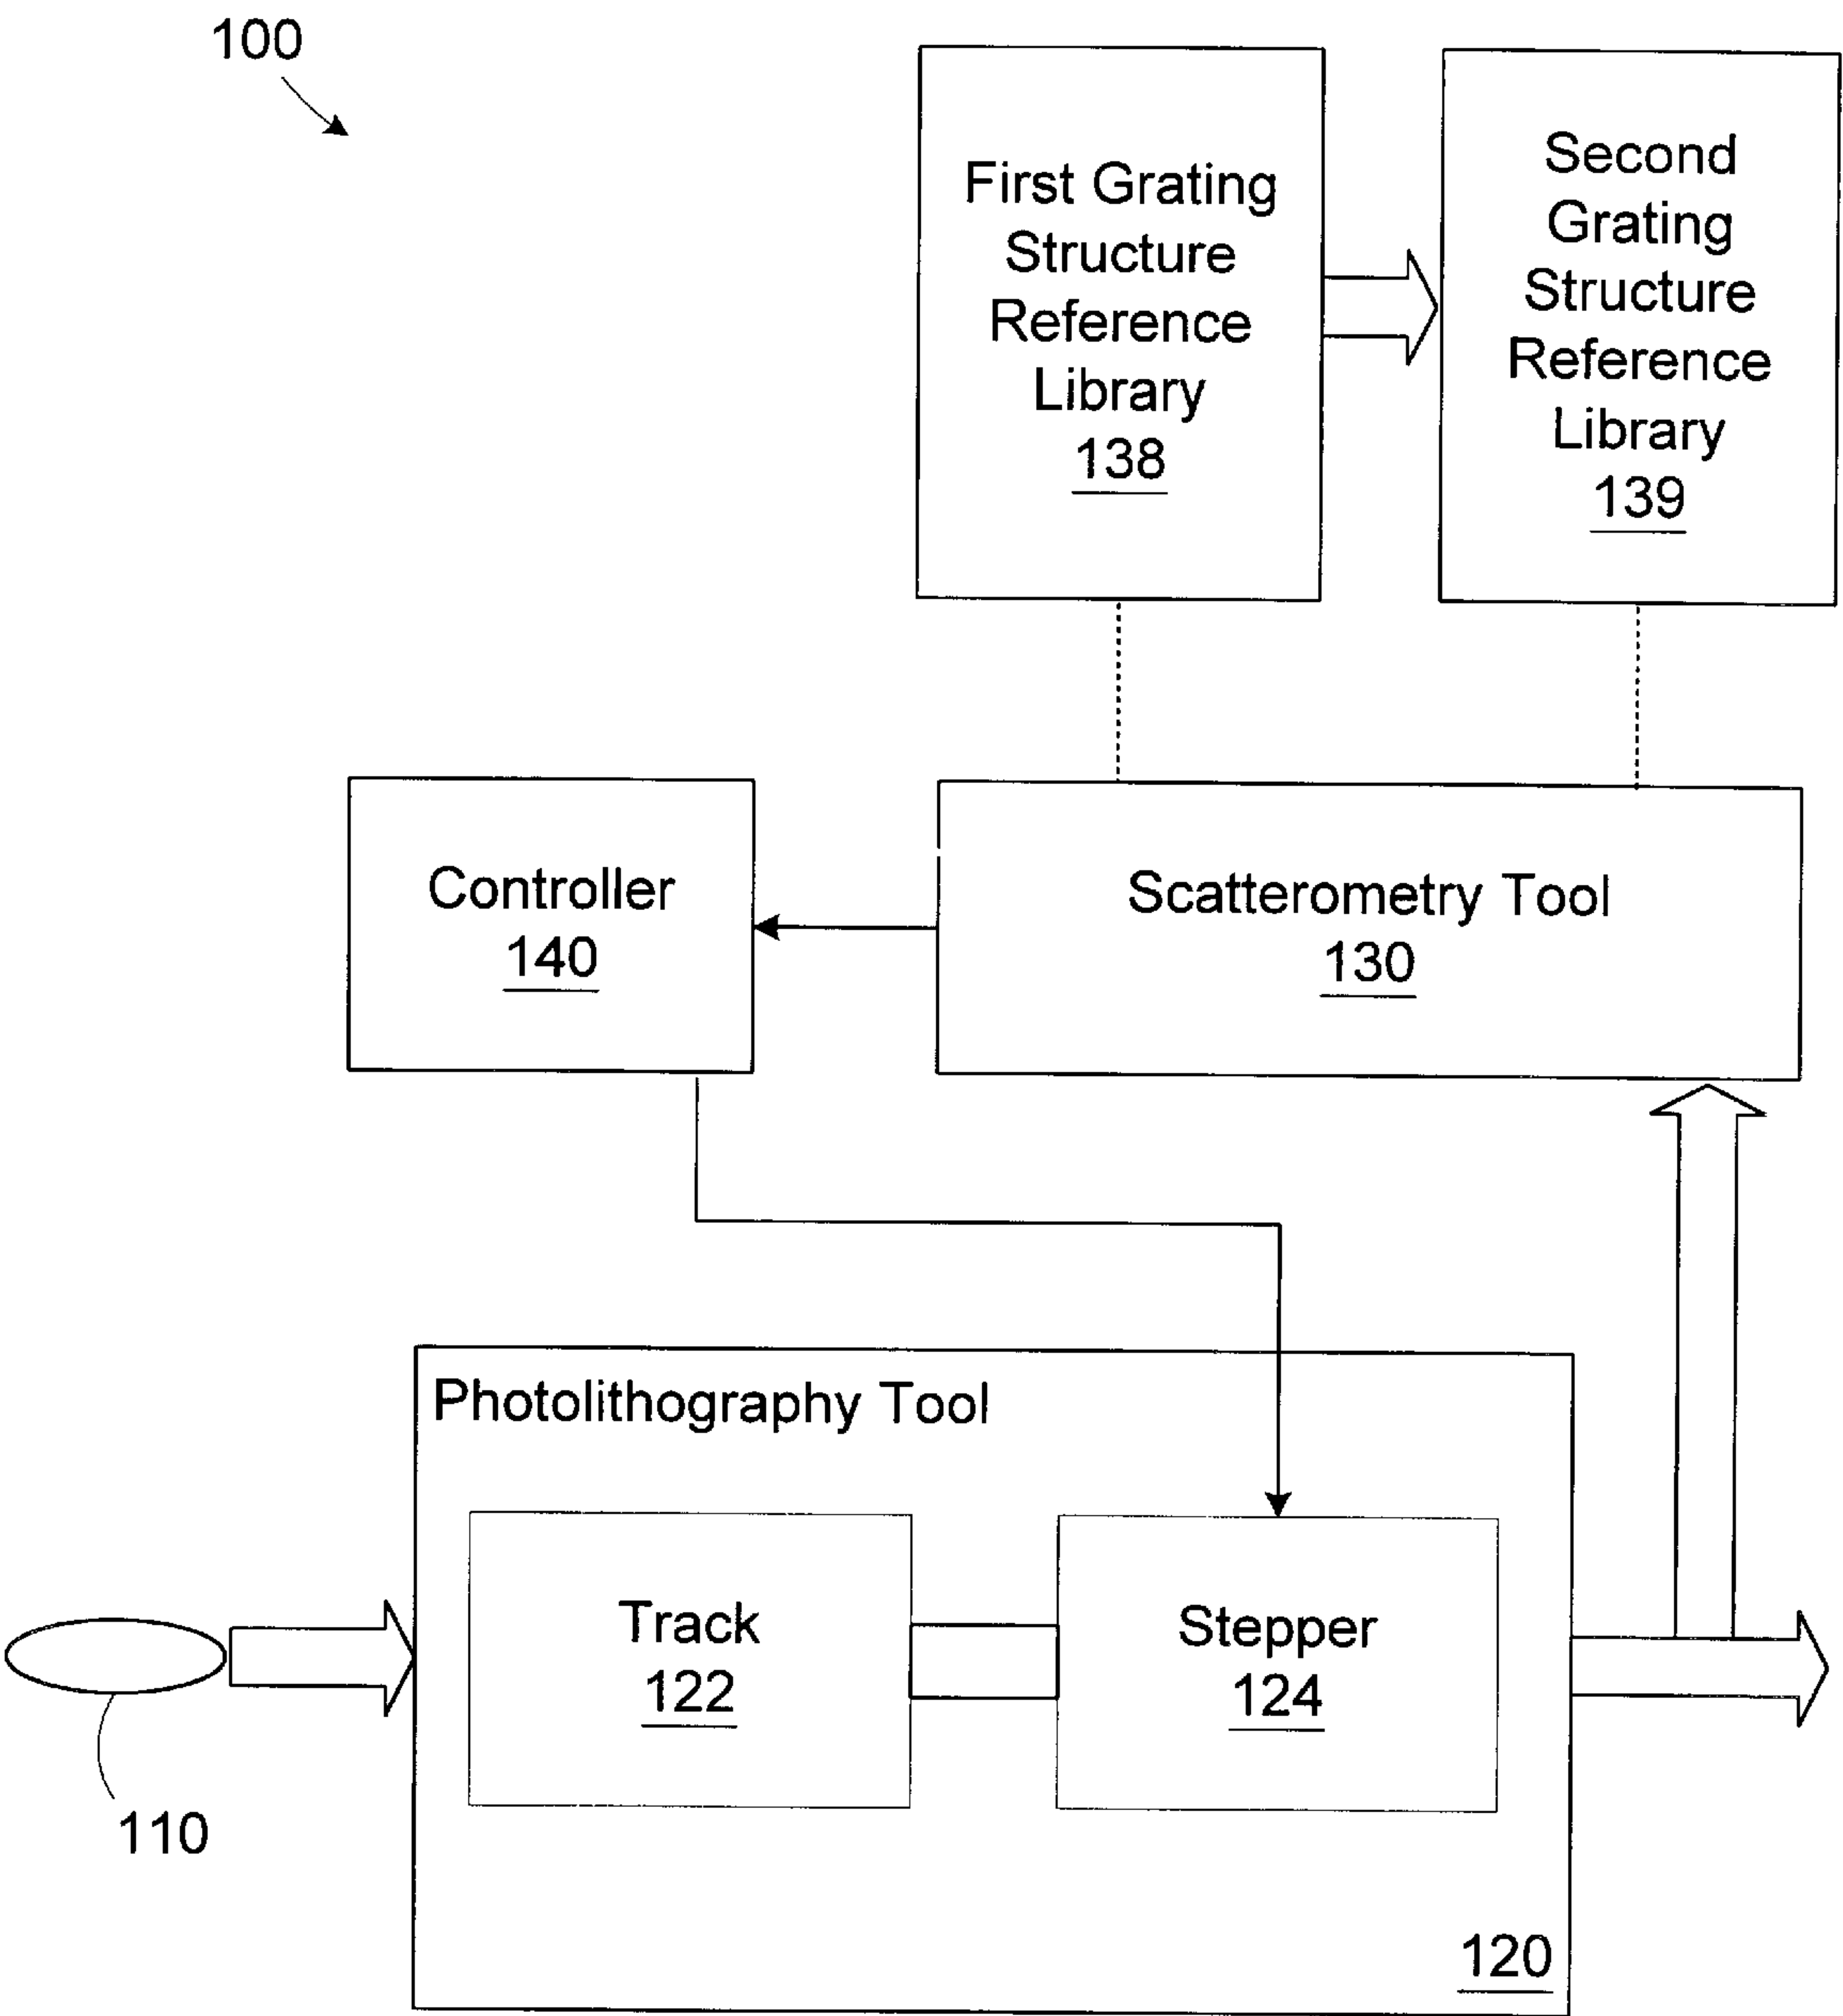 100
First Grating
Structure
Reference
Library
138
Second
Grating
Structure
Reference
Library
139
Controller
140
Scatterometry Tool
130
Photolithography Tool
Track
122
Stepper
124
110
120